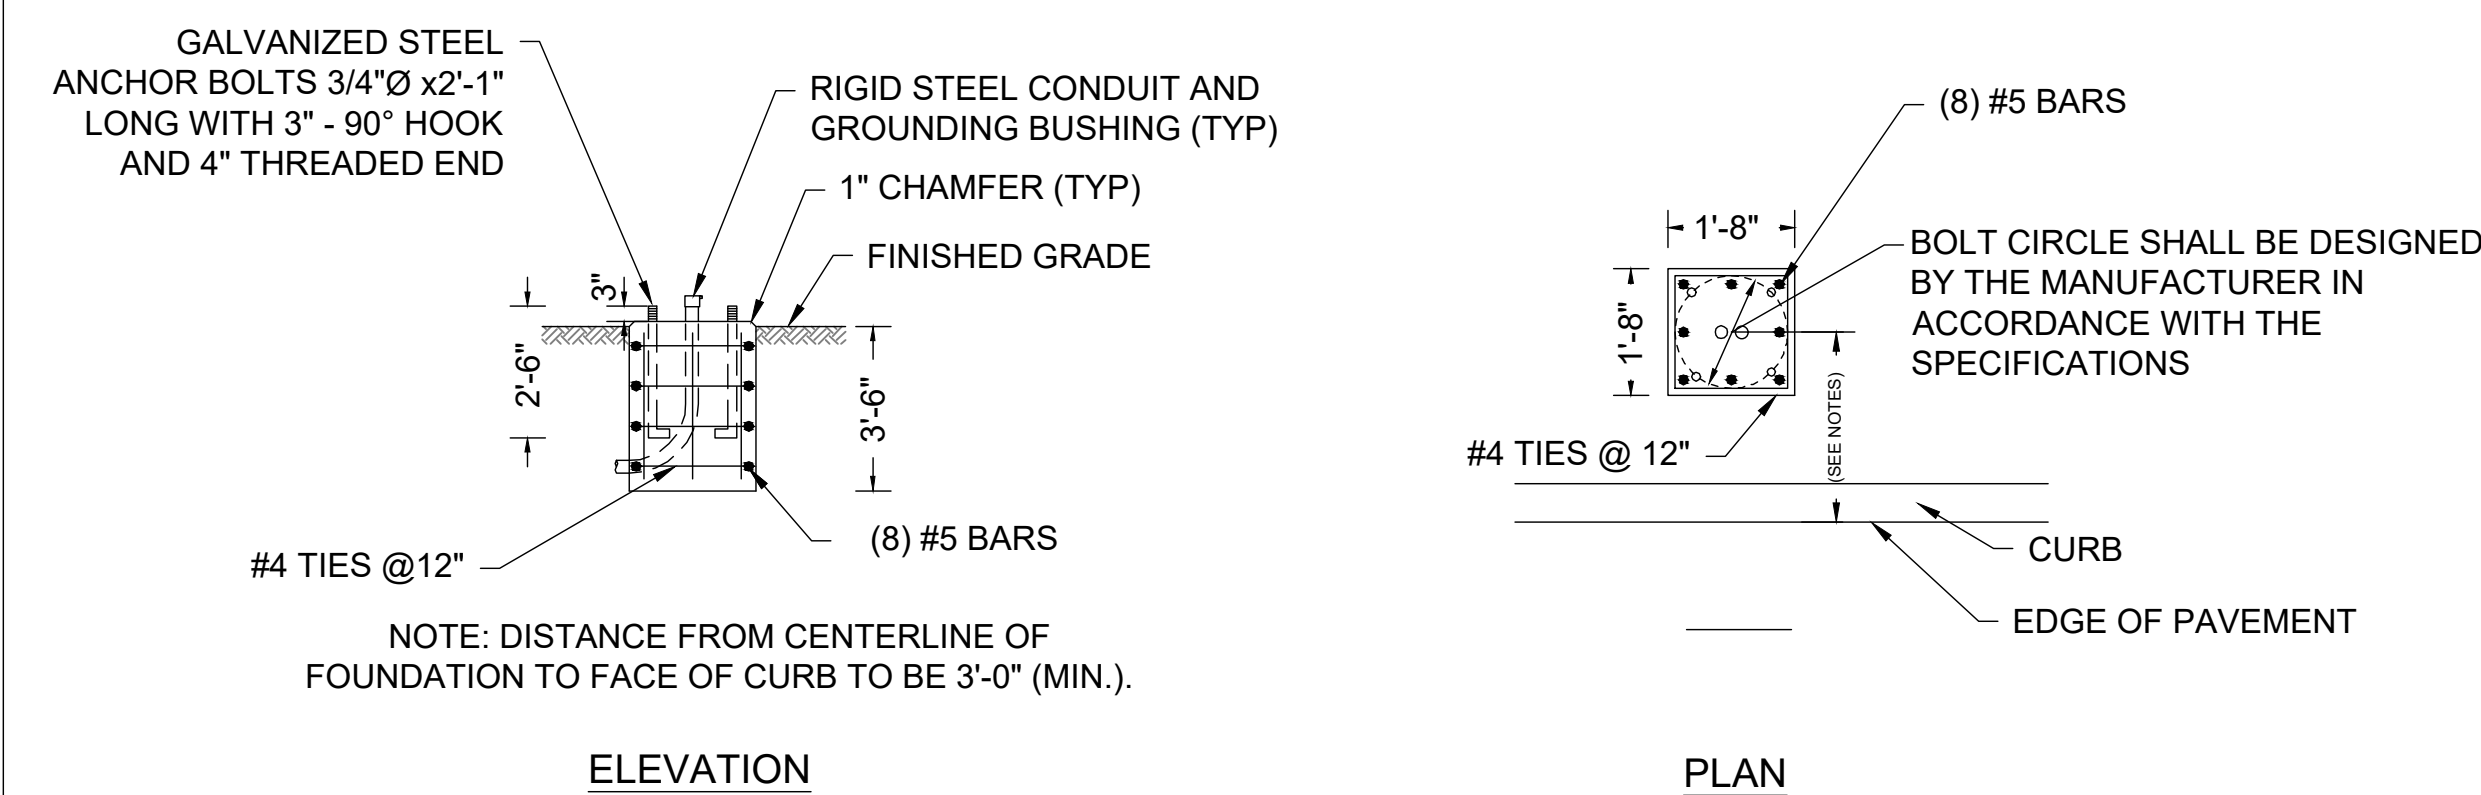 GALVANIZED STEEL
ANCHOR BOLTS 3/4"Ø x2'-1"
LONG WITH 3" - 90° HOOK
AND 4" THREADED END
RIGID STEEL CONDUIT AND
GROUNDING BUSHING (TYP)
1" CHAMFER (TYP)
FINISHED GRADE
3"
2'-6"
3'-6"
(8) #5 BARS
#4 TIES @12"
NOTE: DISTANCE FROM CENTERLINE OF
FOUNDATION TO FACE OF CURB TO BE 3'-0" (MIN.).
ELEVATION
(8) #5 BARS
1'-8"
1'-8"
BOLT CIRCLE SHALL BE DESIGNED
BY THE MANUFACTURER IN
ACCORDANCE WITH THE
SPECIFICATIONS
#4 TIES @ 12"
(SEE NOTES)
CURB
EDGE OF PAVEMENT
PLAN